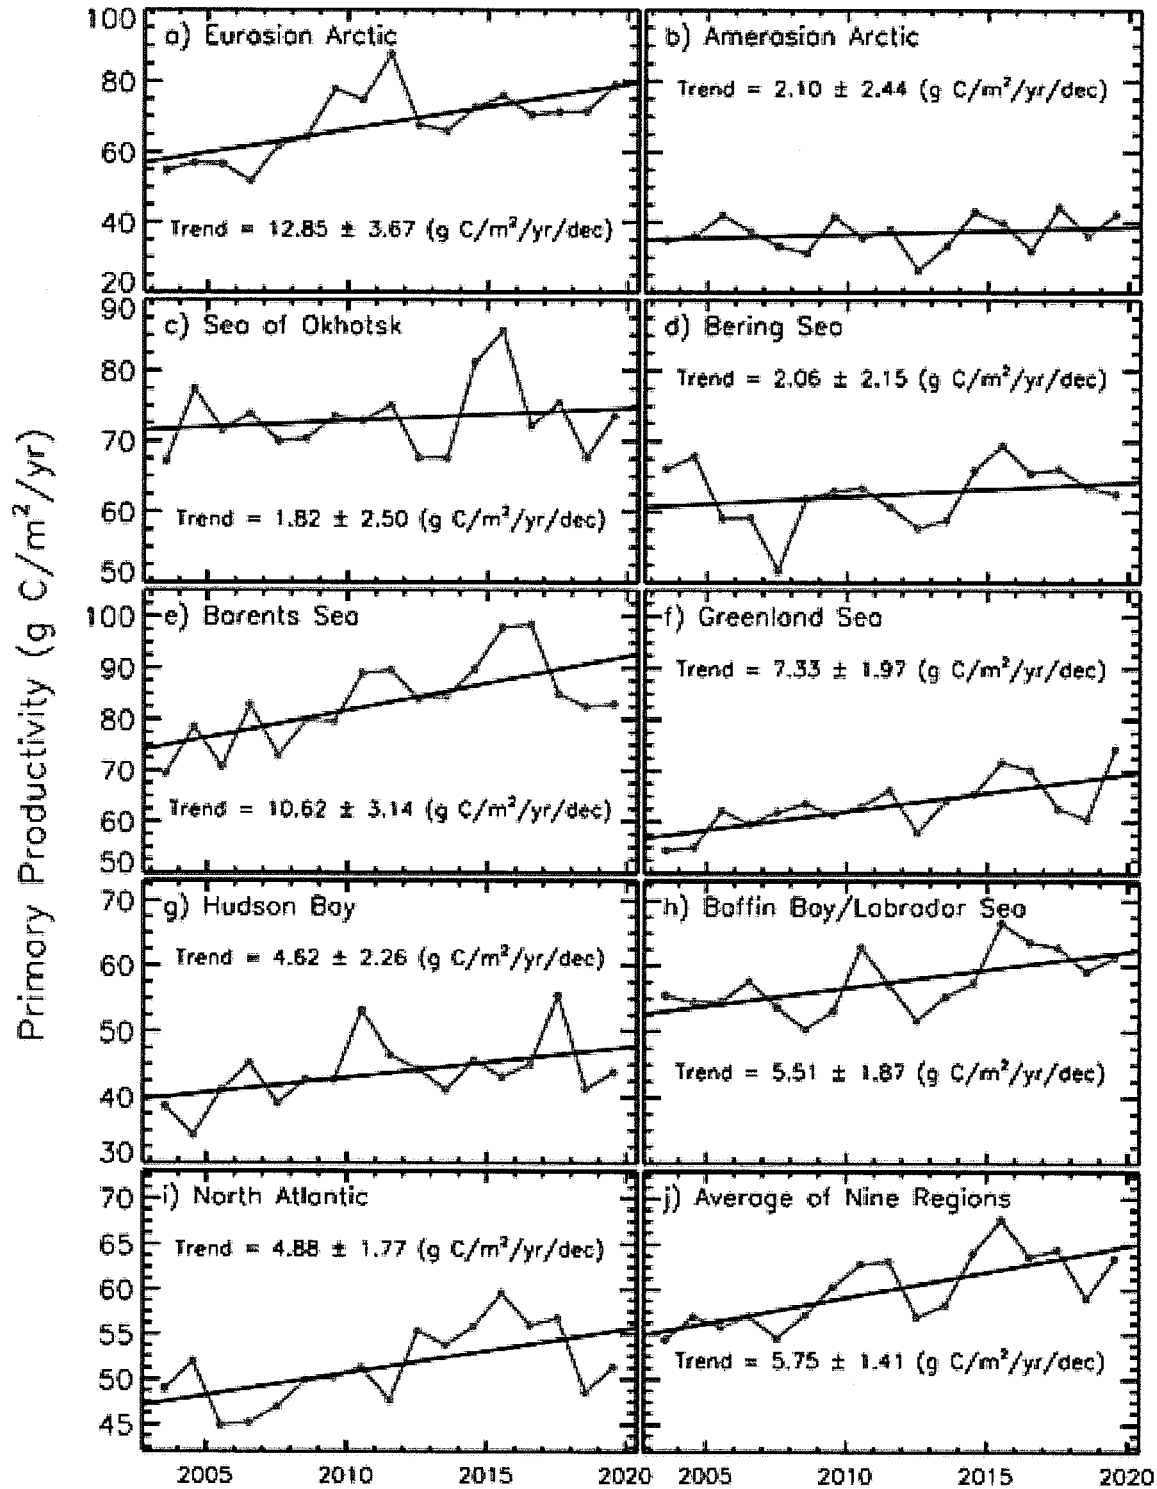 Primary Productivity (g C/m²/yr)
a) Eurasian Arctic
Trend = 12.85 ± 3.67 (g C/m²/yr/dec)
100
80
60
40
20
b) Amerasian Arctic
Trend = 2.10 ± 2.44 (g C/m²/yr/dec)
c) Sea of Okhotsk
Trend = 1.82 ± 2.50 (g C/m²/yr/dec)
90
80
70
60
50
d) Bering Sea
Trend = 2.06 ± 2.15 (g C/m²/yr/dec)
e) Barents Sea
Trend = 10.62 ± 3.14 (g C/m²/yr/dec)
100
90
80
70
60
50
f) Greenland Sea
Trend = 7.33 ± 1.97 (g C/m²/yr/dec)
g) Hudson Bay
Trend = 4.62 ± 2.26 (g C/m²/yr/dec)
70
60
50
40
30
h) Baffin Bay/Labrador Sea
Trend = 5.51 ± 1.87 (g C/m²/yr/dec)
i) North Atlantic
Trend = 4.88 ± 1.77 (g C/m²/yr/dec)
70
65
60
55
50
45
j) Average of Nine Regions
Trend = 5.75 ± 1.41 (g C/m²/yr/dec)
2005 2010 2015 2020 2005 2010 2015 2020